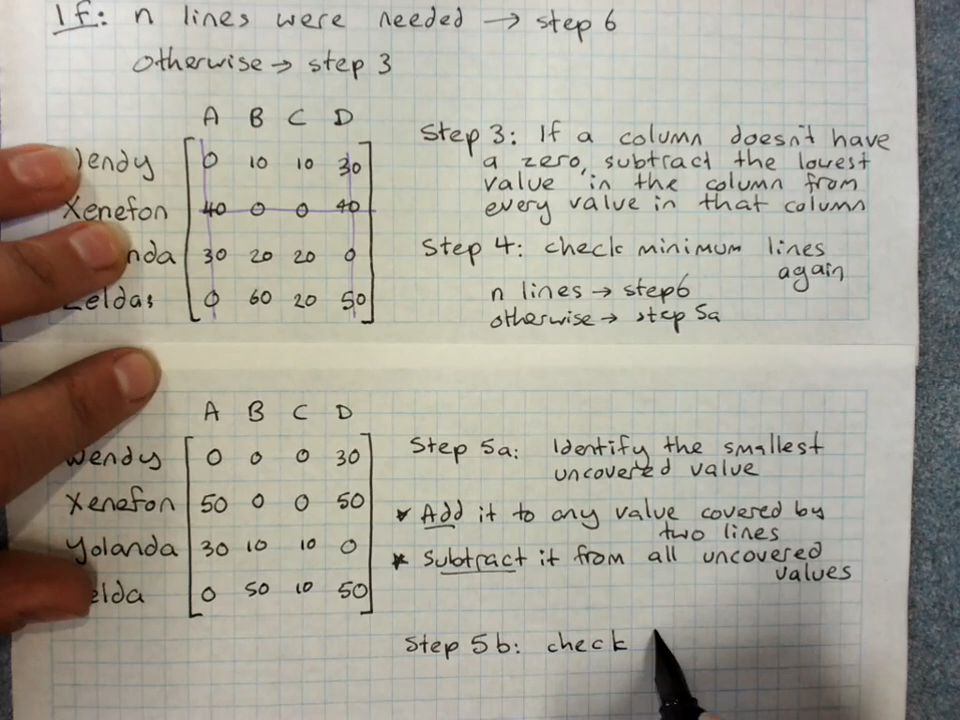 If: n lines were needed → step 6
otherwise → step 3
A B C D
endy 0 10 10 30
Xenefon 40 0 0 40
nda 30 20 20 0
Zeldas 0 60 20 50
Step 3: If a column doesn't have
a zero, subtract the lowest
value in the column from
every value in that column
Step 4: check minimum lines
again
n lines → step 6
otherwise → step 5a
A B C D
Wendy 0 0 0 30
Xenefon 50 0 0 50
Yolanda 30 10 10 0
elda 0 50 10 50
Step 5a: Identify the smallest
uncovered value
* Add it to any value covered by
two lines
* Subtract it from all uncovered
values
Step 5b: check